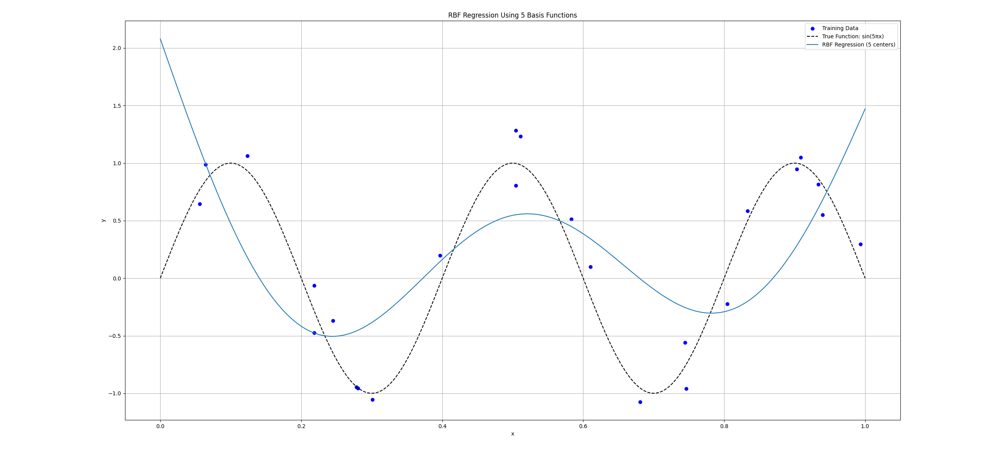 RBF Regression Using 5 Basis Functions
Training Data
True Function: sin(5πx)
RBF Regression (5 centers)
2.0
1.5
1.0
0.5
0.0
−0.5
−1.0
y
0.0 0.2 0.4 0.6 0.8 1.0
x